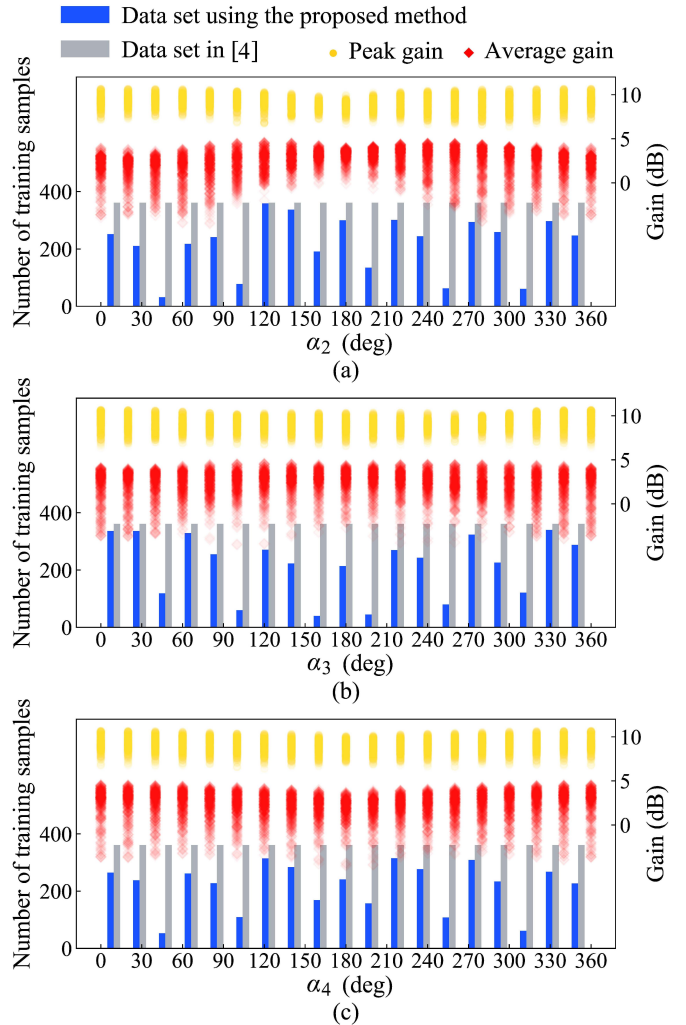 Data set using the proposed method
Data set in [4] Peak gain Average gain
Number of training samples
400
200
0
10
5
0
Gain (dB)
0 30 60 90 120 150 180 210 240 270 300 330 360
α2 (deg)
(a)
Number of training samples
400
200
0
10
5
0
Gain (dB)
0 30 60 90 120 150 180 210 240 270 300 330 360
α3 (deg)
(b)
Number of training samples
400
200
0
10
5
0
Gain (dB)
0 30 60 90 120 150 180 210 240 270 300 330 360
α4 (deg)
(c)